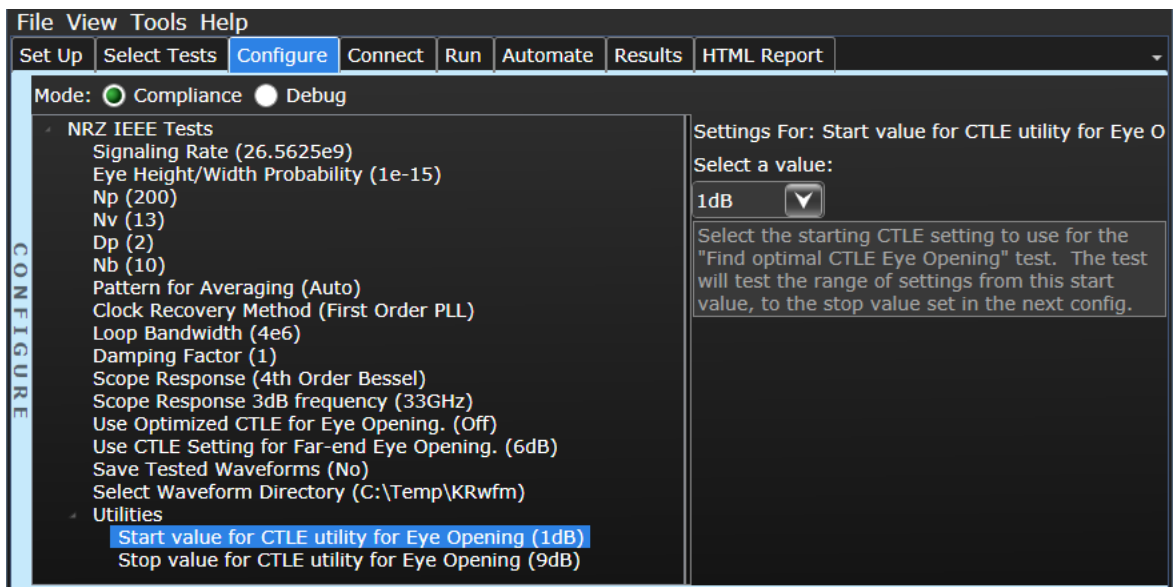 File View Tools Help
Set Up Select Tests Configure Connect Run Automate Results HTML Report
Mode: Compliance Debug
CONFIGURE
NRZ IEEE Tests
Signaling Rate (26.5625e9)
Eye Height/Width Probability (1e-15)
Np (200)
Nv (13)
Dp (2)
Nb (10)
Pattern for Averaging (Auto)
Clock Recovery Method (First Order PLL)
Loop Bandwidth (4e6)
Damping Factor (1)
Scope Response (4th Order Bessel)
Scope Response 3dB frequency (33GHz)
Use Optimized CTLE for Eye Opening. (Off)
Use CTLE Setting for Far-end Eye Opening. (6dB)
Save Tested Waveforms (No)
Select Waveform Directory (C:\Temp\KRwfm)
Utilities
Start value for CTLE utility for Eye Opening (1dB)
Stop value for CTLE utility for Eye Opening (9dB)
Settings For: Start value for CTLE utility for Eye O
Select a value:
1dB
Select the starting CTLE setting to use for the
"Find optimal CTLE Eye Opening" test. The test
will test the range of settings from this start
value, to the stop value set in the next config.